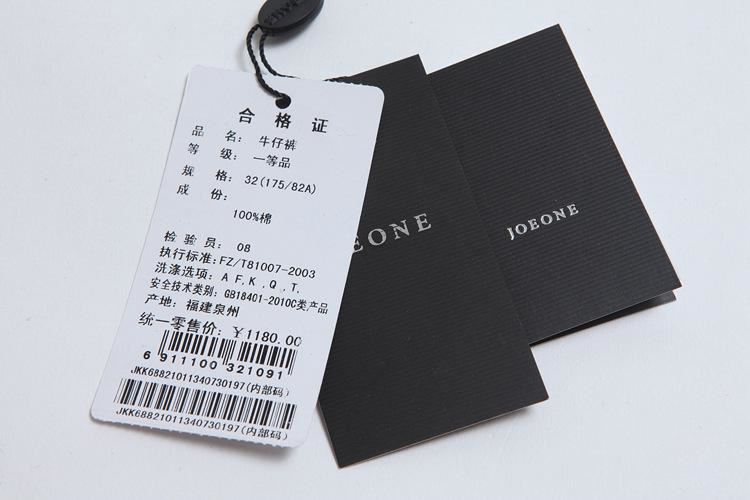 合格证
品 名: 牛仔裤
等 级: 一等品
规 格: 32(175/82A)
成 份:
100%棉
检 验 员: 08
执行标准:FZ/T81007-2003
洗涤选项: A F,K ,Q ,T,
安全技术类别: GB18401-2010C类产品
产地: 福建泉州
统一零售价: ¥1180.00
6 911100 321091
JKK68821011340730197(内部码)
JKK68821011340730197(内部码)
EONE
JOEONE